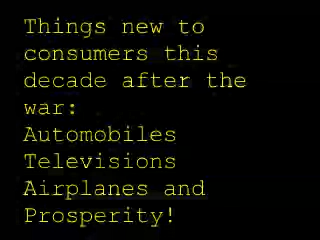 Things new to
consumers this
decade after the
war:
Automobiles
Televisions
Airplanes and
Prosperity!